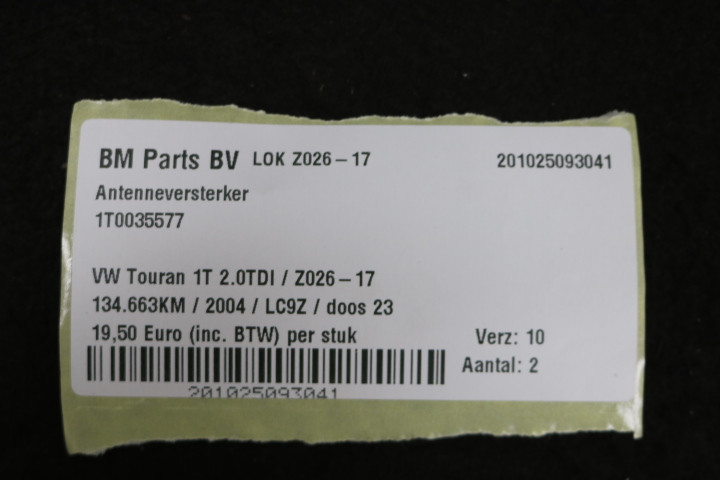 BM Parts BV LOK Z026-17 201025093041
Antenneversterker
1T0035577
VW Touran 1T 2.0TDI / Z026-17
134.663KM / 2004 / LC9Z / doos 23
19,50 Euro (inc. BTW) per stuk Verz: 10
Aantal: 2
201025093041